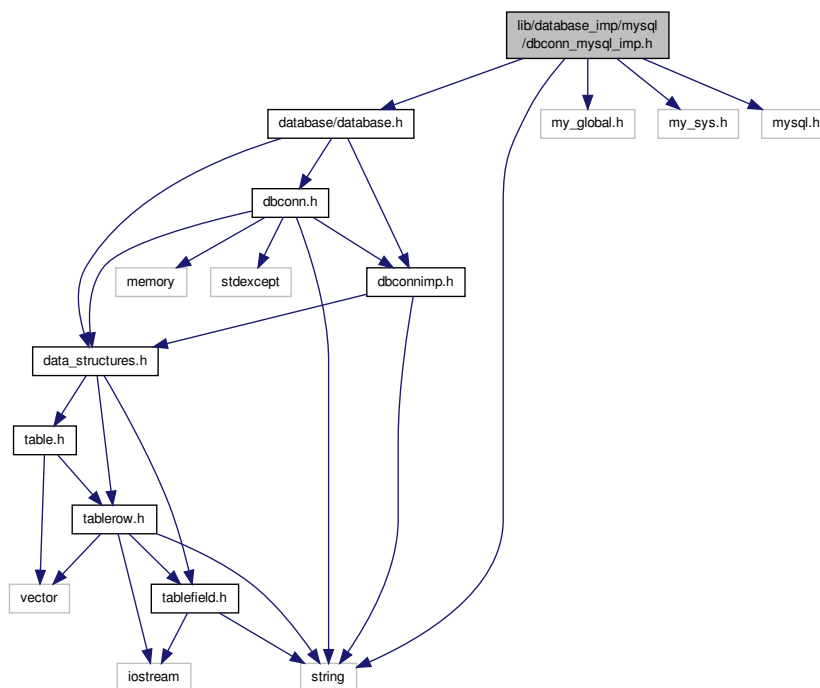 lib/database_imp/mysql
/dbconn_mysql_imp.h
database/database.h
my_global.h
my_sys.h
mysql.h
dbconn.h
memory
stdexcept
dbconnimp.h
data_structures.h
table.h
tablerow.h
vector
tablefield.h
iostream
string